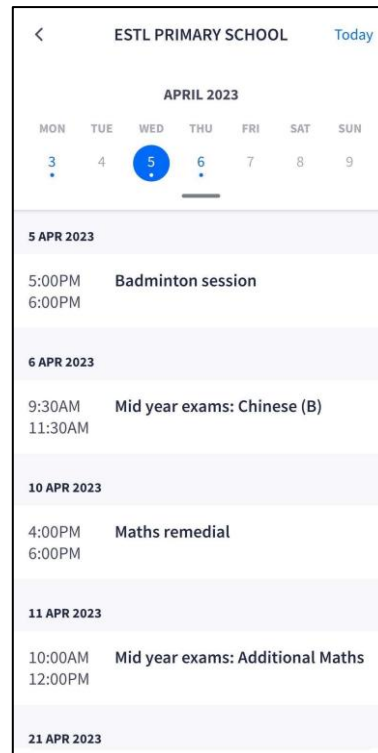 ESTL PRIMARY SCHOOL Today
APRIL 2023
MON TUE WED THU FRI SAT SUN
3 4 5 6 7 8 9
5 APR 2023
5:00PM Badminton session
6:00PM
6 APR 2023
9:30AM Mid year exams: Chinese (B)
11:30AM
10 APR 2023
4:00PM Maths remedial
6:00PM
11 APR 2023
10:00AM Mid year exams: Additional Maths
12:00PM
21 APR 2023